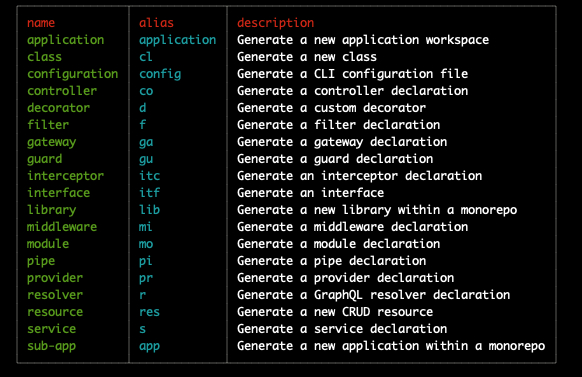 name alias description
application application Generate a new application workspace
class cl Generate a new class
configuration config Generate a CLI configuration file
controller co Generate a controller declaration
decorator d Generate a custom decorator
filter f Generate a filter declaration
gateway ga Generate a gateway declaration
guard gu Generate a guard declaration
interceptor itc Generate an interceptor declaration
interface itf Generate an interface
library lib Generate a new library within a monorepo
middleware mi Generate a middleware declaration
module mo Generate a module declaration
pipe pi Generate a pipe declaration
provider pr Generate a provider declaration
resolver r Generate a GraphQL resolver declaration
resource res Generate a new CRUD resource
service s Generate a service declaration
sub-app app Generate a new application within a monorepo